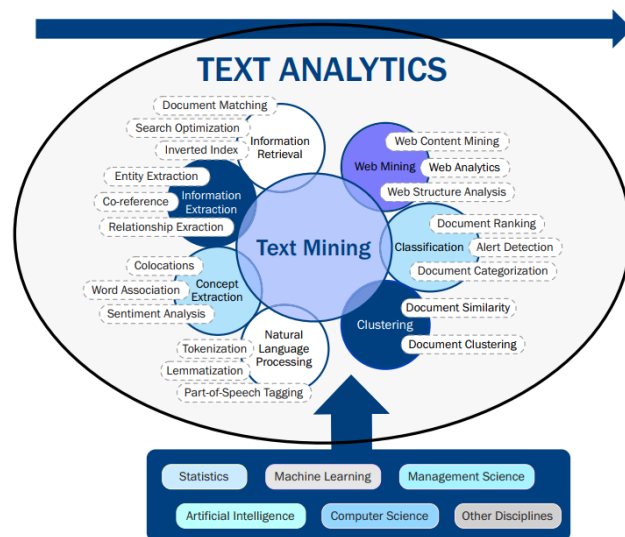 TEXT ANALYTICS
Document Matching
Search Optimization
Inverted Index
Information
Retrieval
Entity Extraction
Co-reference
Relationship Extraction
Information
Extraction
Colocations
Word Association
Sentiment Analysis
Concept
Extraction
Tokenization
Lemmatization
Part-of-Speech Tagging
Natural
Language
Processing
Text Mining
Web Mining
Web Content Mining
Web Analytics
Web Structure Analysis
Classification
Document Ranking
Alert Detection
Document Categorization
Clustering
Document Similarity
Document Clustering
Statistics
Machine Learning
Management Science
Artificial Intelligence
Computer Science
Other Disciplines